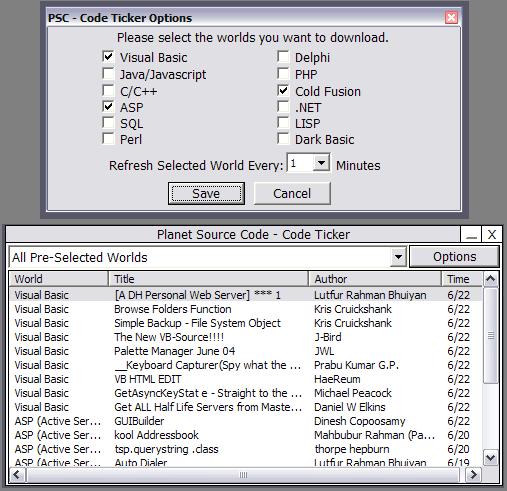 PSC - Code Ticker Options
Please select the worlds you want to download.
Visual Basic Delphi
Java/Javascript PHP
C/C++ Cold Fusion
ASP .NET
SQL LISP
Perl Dark Basic
Refresh Selected World Every: 1 Minutes
Save Cancel
Planet Source Code - Code Ticker
All Pre-Selected Worlds Options
World Title Author Time
Visual Basic [A DH Personal Web Server] *** 1 Lutfur Rahman Bhuiyan 6/22
Visual Basic Browse Folders Function Kris Cruickshank 6/22
Visual Basic Simple Backup - File System Object Kris Cruickshank 6/22
Visual Basic The New VB-Source!!!! J-Bird 6/22
Visual Basic Palette Manager June 04 JWL 6/22
Visual Basic __Keyboard Capturer(Spy what the ... Prabu Kumar G.P. 6/22
Visual Basic VB HTML EDIT HaeReum 6/22
Visual Basic GetAsyncKeyStat e - Straight to the ... Michael Peacock 6/22
Visual Basic Get ALL Half Life Servers from Maste... Daniel W Elkins 6/22
ASP (Active Ser... GUIBuilder Dinesh Copoosamy 6/22
ASP (Active Ser... kool Addressbook Mahbubur Rahman (Pa... 6/20
ASP (Active Ser... tsp.querystring .class thorpe hepburn 6/20
ASP (Active Ser... Auto Dialer James Greenwood 6/19